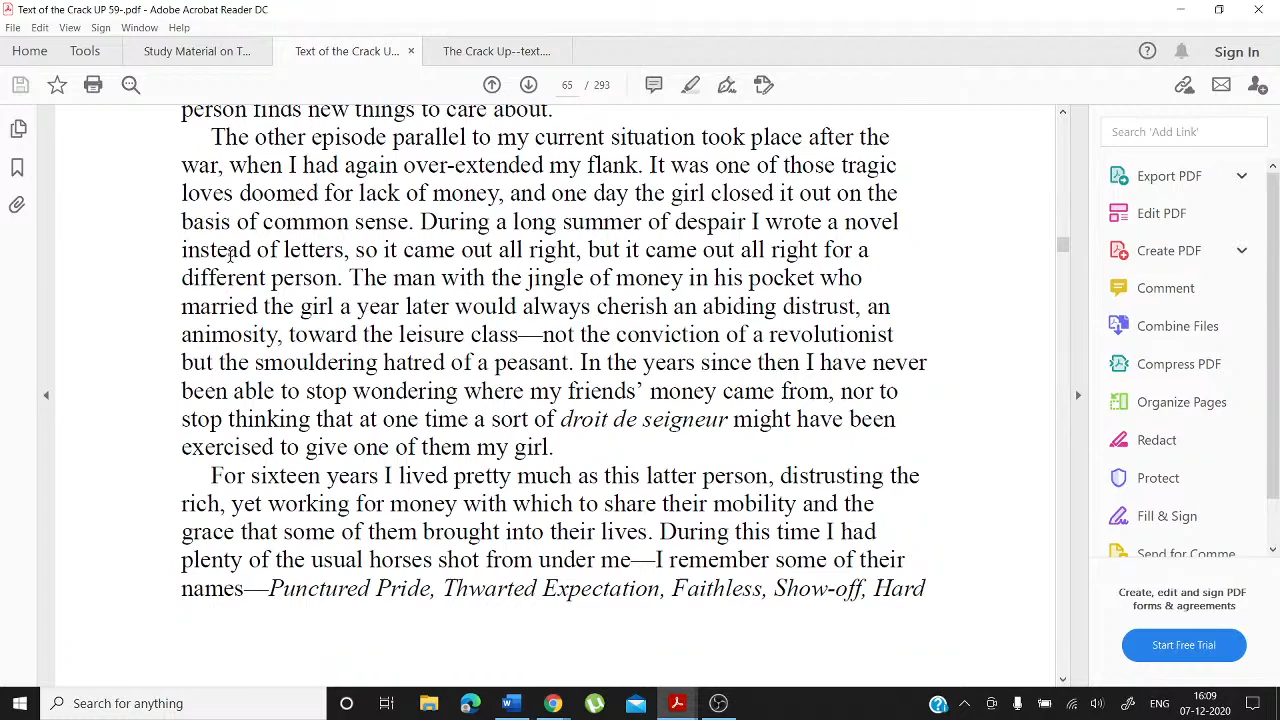 Text of the Crack UP 59-.pdf - Adobe Acrobat Reader DC
File Edit View Sign Window Help
Home Tools Study Material on T... Text of the Crack U... × The Crack Up--text.... Sign In
65 / 293
person finds new things to care about.
The other episode parallel to my current situation took place after the
war, when I had again over-extended my flank. It was one of those tragic
loves doomed for lack of money, and one day the girl closed it out on the
basis of common sense. During a long summer of despair I wrote a novel
instead of letters, so it came out all right, but it came out all right for a
different person. The man with the jingle of money in his pocket who
married the girl a year later would always cherish an abiding distrust, an
animosity, toward the leisure class—not the conviction of a revolutionist
but the smouldering hatred of a peasant. In the years since then I have never
been able to stop wondering where my friends’ money came from, nor to
stop thinking that at one time a sort of droit de seigneur might have been
exercised to give one of them my girl.
For sixteen years I lived pretty much as this latter person, distrusting the
rich, yet working for money with which to share their mobility and the
grace that some of them brought into their lives. During this time I had
plenty of the usual horses shot from under me—I remember some of their
names—Punctured Pride, Thwarted Expectation, Faithless, Show-off, Hard
Search 'Add Link'
Export PDF
Edit PDF
Create PDF
Comment
Combine Files
Compress PDF
Organize Pages
Redact
Protect
Fill & Sign
Send for Comme
Create, edit and sign PDF
forms & agreements
Start Free Trial
Search for anything
ENG
16:09
07-12-2020